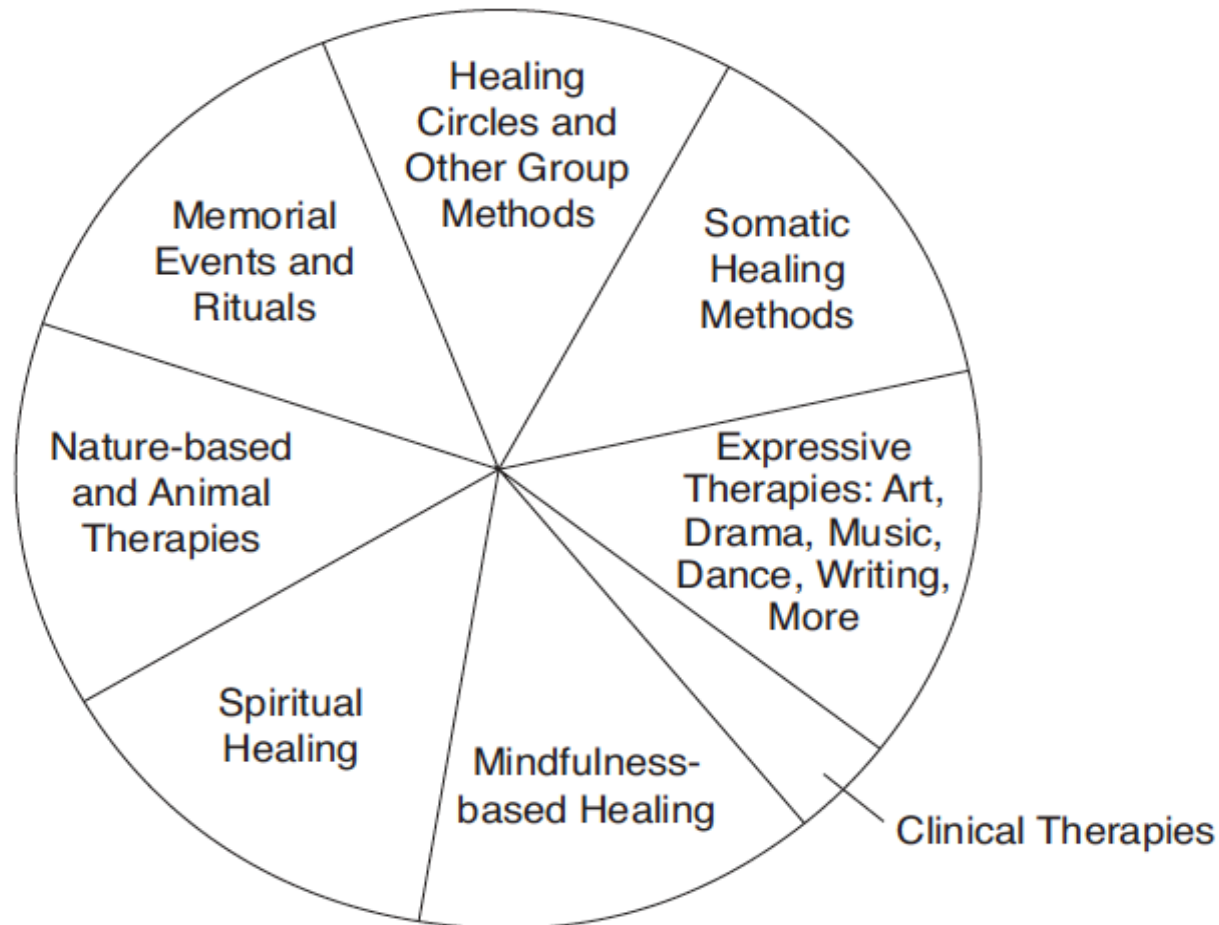 Healing
Circles and
Other Group
Methods
Somatic
Healing
Methods
Expressive
Therapies: Art,
Drama, Music,
Dance, Writing,
More
Clinical Therapies
Mindfulness-
based Healing
Spiritual
Healing
Nature-based
and Animal
Therapies
Memorial
Events and
Rituals